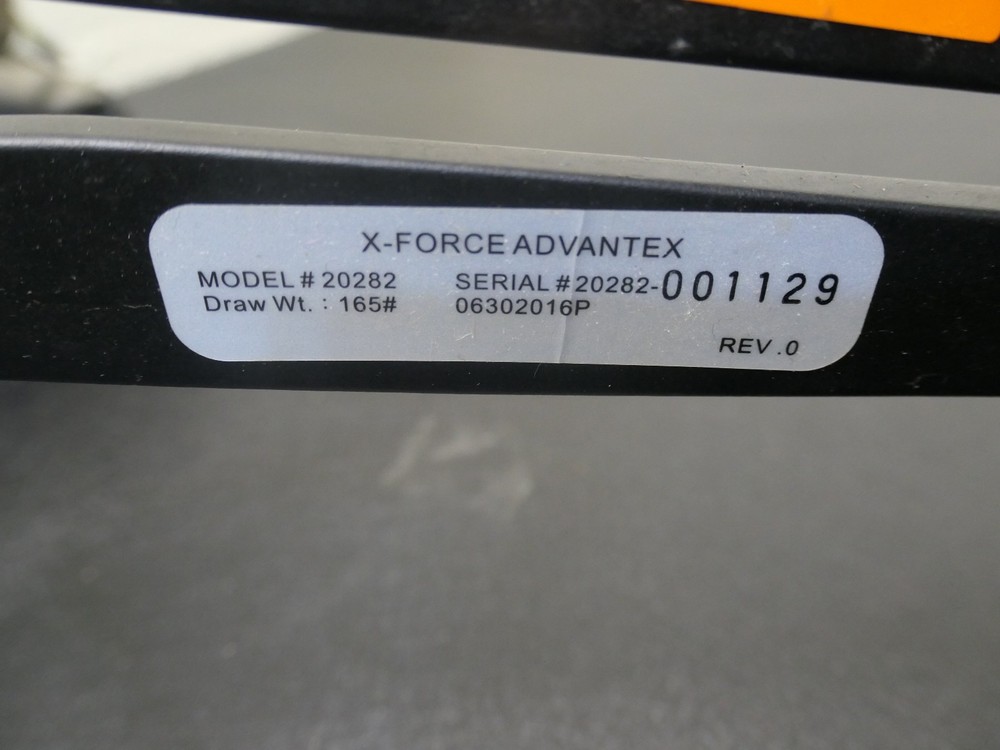 X-FORCE ADVANTEX
MODEL # 20282 SERIAL # 20282-001129
Draw Wt. : 165# 06302016P
REV .0